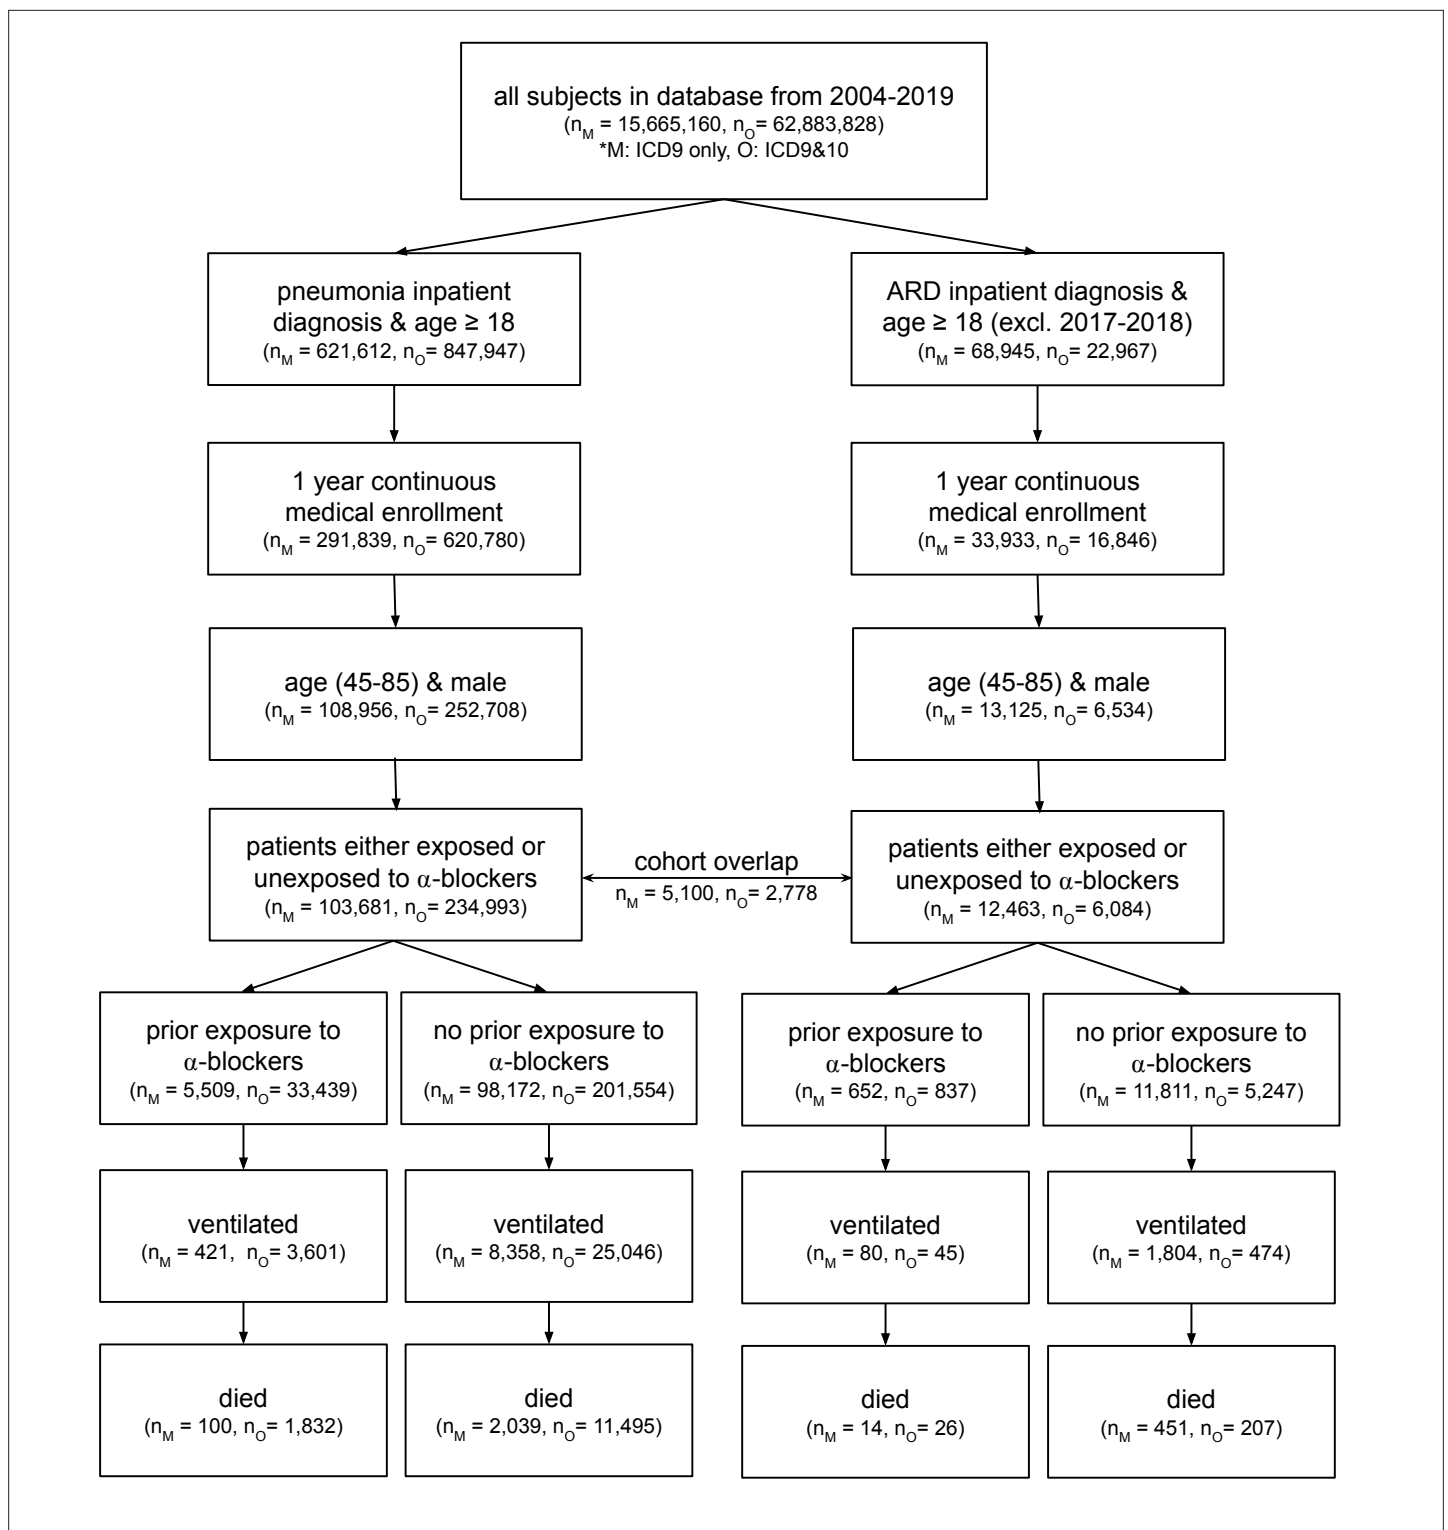 all subjects in database from 2004-2019
(nM = 15,665,160, nO= 62,883,828)
*M: ICD9 only, O: ICD9&10
pneumonia inpatient
diagnosis & age ≥ 18
(nM = 621,612, nO= 847,947)
ARD inpatient diagnosis &
age ≥ 18 (excl. 2017-2018)
(nM = 68,945, nO= 22,967)
1 year continuous
medical enrollment
(nM = 291,839, nO= 620,780)
1 year continuous
medical enrollment
(nM = 33,933, nO= 16,846)
age (45-85) & male
(nM = 108,956, nO= 252,708)
age (45-85) & male
(nM = 13,125, nO= 6,534)
patients either exposed or
unexposed to α-blockers
(nM = 103,681, nO= 234,993)
cohort overlap
nM = 5,100, nO= 2,778
patients either exposed or
unexposed to α-blockers
(nM = 12,463, nO= 6,084)
prior exposure to
α-blockers
(nM = 5,509, nO= 33,439)
no prior exposure to
α-blockers
(nM = 98,172, nO= 201,554)
prior exposure to
α-blockers
(nM = 652, nO= 837)
no prior exposure to
α-blockers
(nM = 11,811, nO= 5,247)
ventilated
(nM = 421, nO= 3,601)
ventilated
(nM = 8,358, nO= 25,046)
ventilated
(nM = 80, nO= 45)
ventilated
(nM = 1,804, nO= 474)
died
(nM = 100, nO= 1,832)
died
(nM = 2,039, nO= 11,495)
died
(nM = 14, nO= 26)
died
(nM = 451, nO= 207)